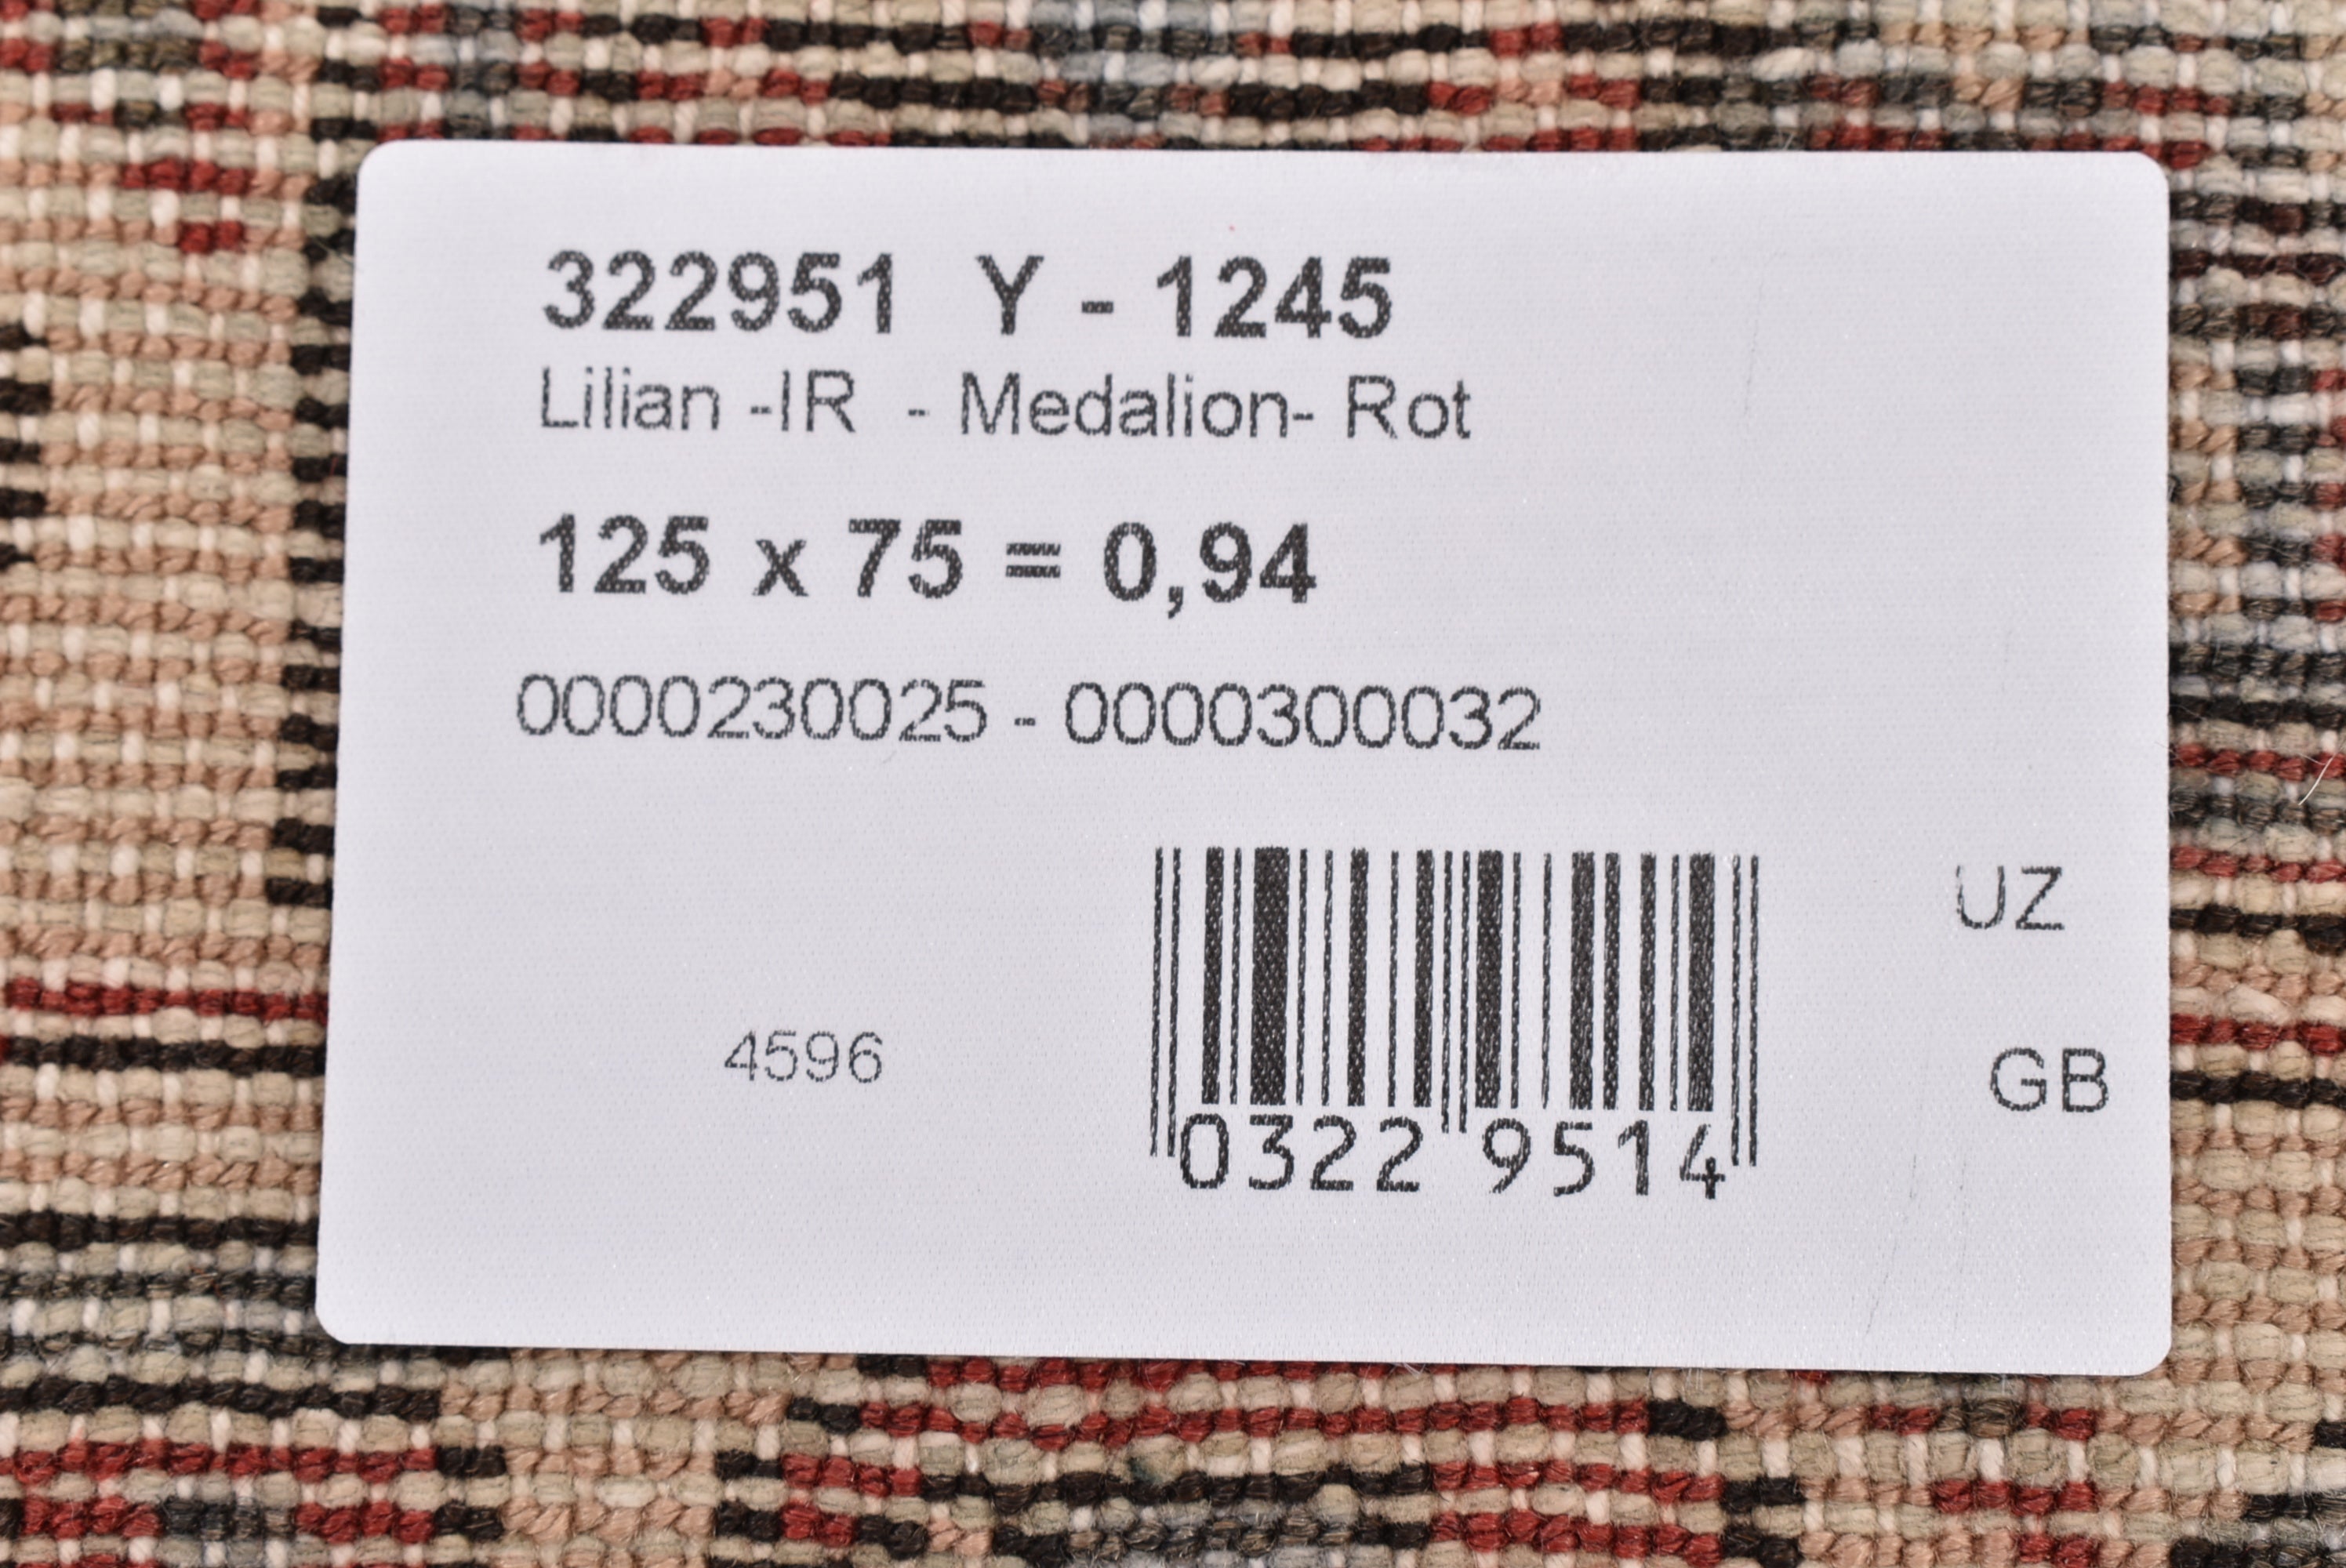 322951 Y - 1245
Lilian -IR - Medalion- Rot
125 x 75 = 0,94
0000230025 - 0000300032
UZ
4596
GB
0322 9514